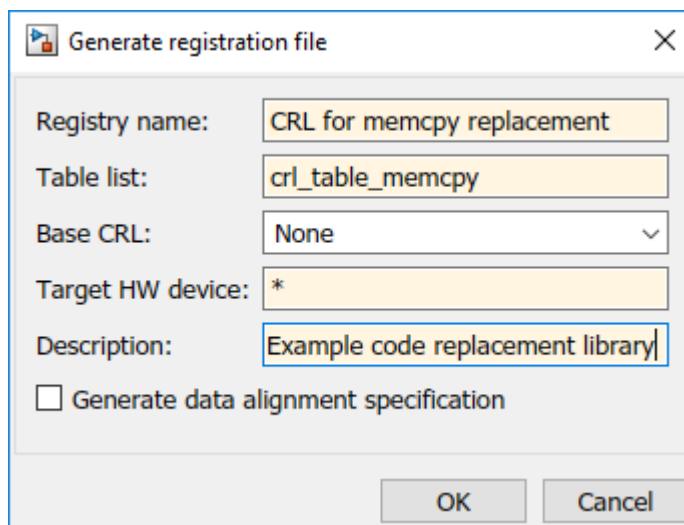 Generate registration file
Registry name: CRL for memcpy replacement
Table list: crl_table_memcpy
Base CRL: None
Target HW device: *
Description: Example code replacement library
Generate data alignment specification
OK Cancel